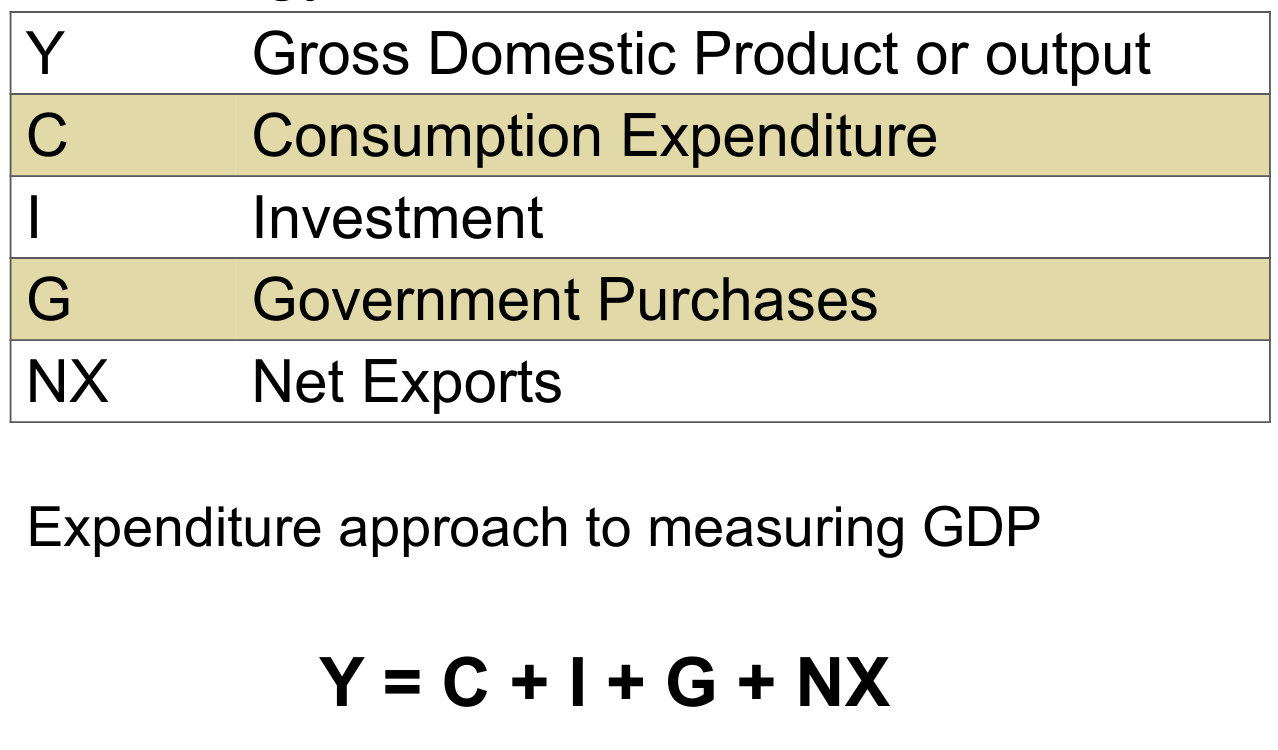 Y Gross Domestic Product or output
C Consumption Expenditure
I Investment
G Government Purchases
NX Net Exports
Expenditure approach to measuring GDP
Y = C + I + G + NX